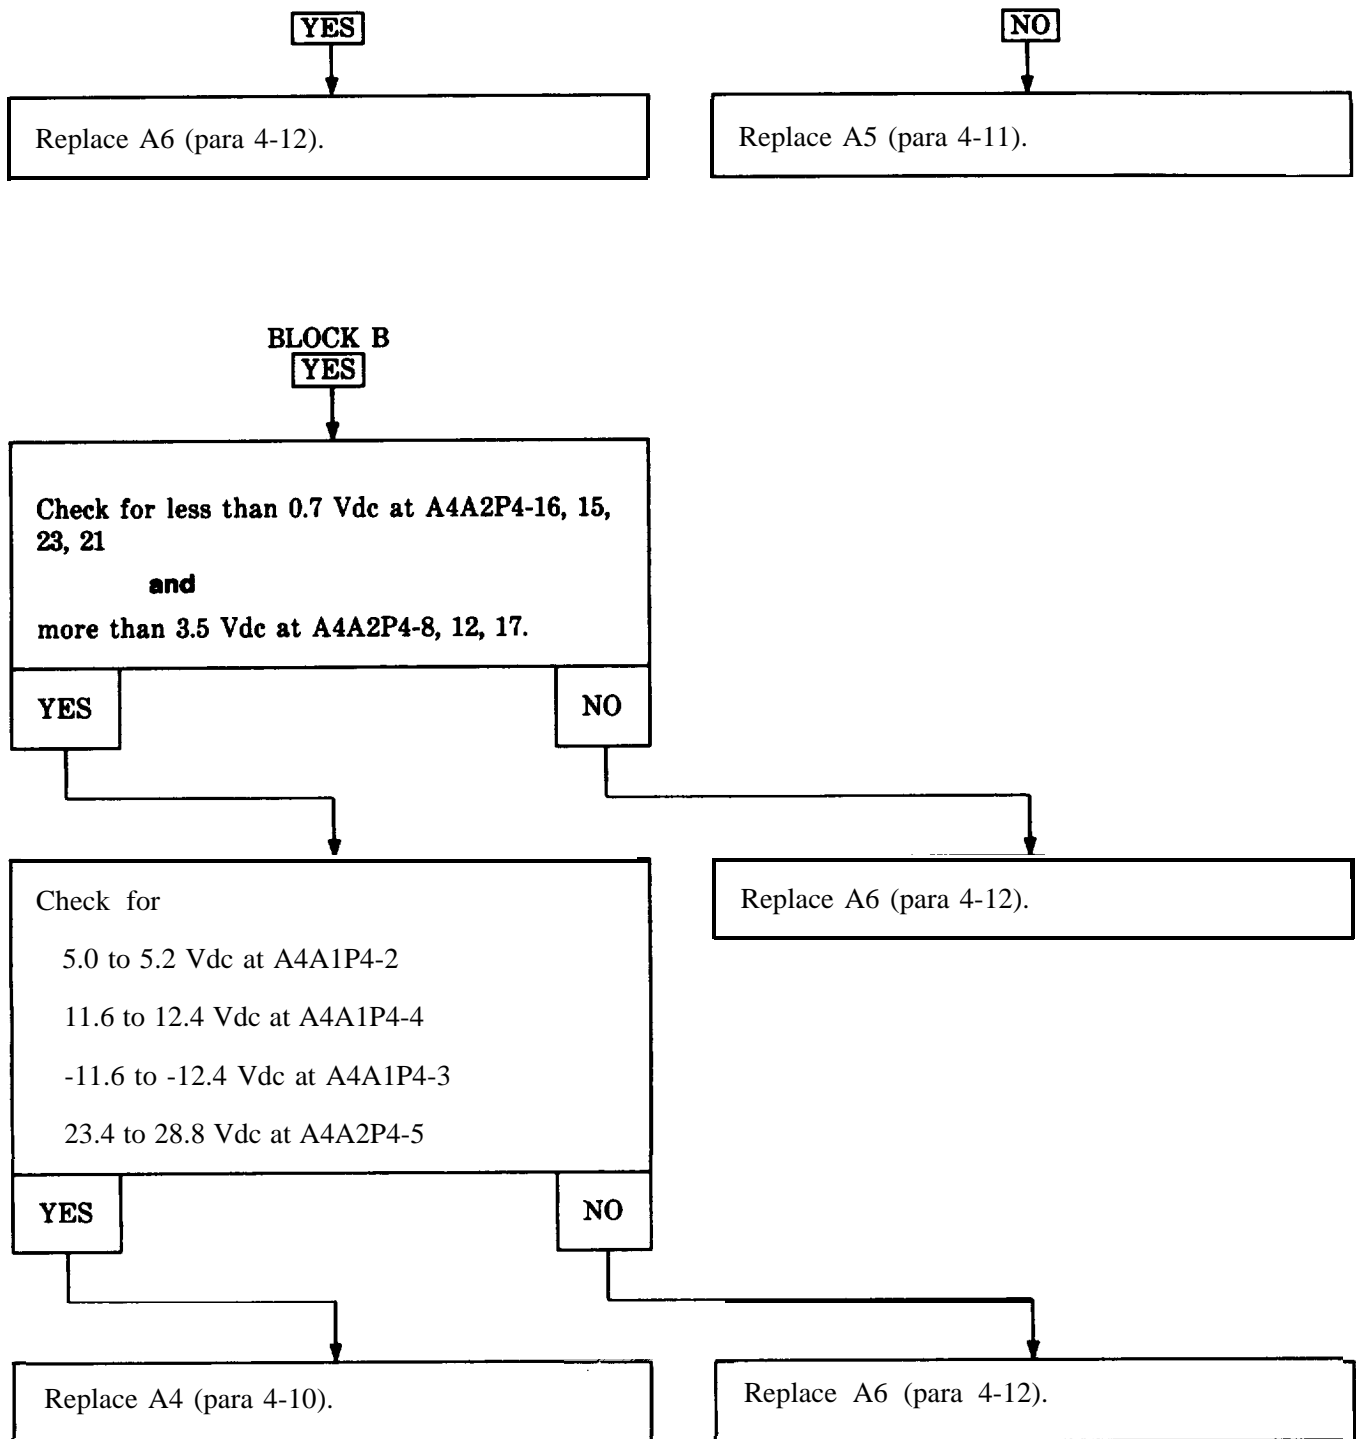 YES
NO
Replace A6 (para 4-12).
Replace A5 (para 4-11).
BLOCK B
YES
Check for less than 0.7 Vdc at A4A2P4-16, 15,
23, 21
and
more than 3.5 Vdc at A4A2P4-8, 12, 17.
YES
NO
Check for
5.0 to 5.2 Vdc at A4A1P4-2
11.6 to 12.4 Vdc at A4A1P4-4
-11.6 to -12.4 Vdc at A4A1P4-3
23.4 to 28.8 Vdc at A4A2P4-5
Replace A6 (para 4-12).
YES
NO
Replace A4 (para 4-10).
Replace A6 (para 4-12).